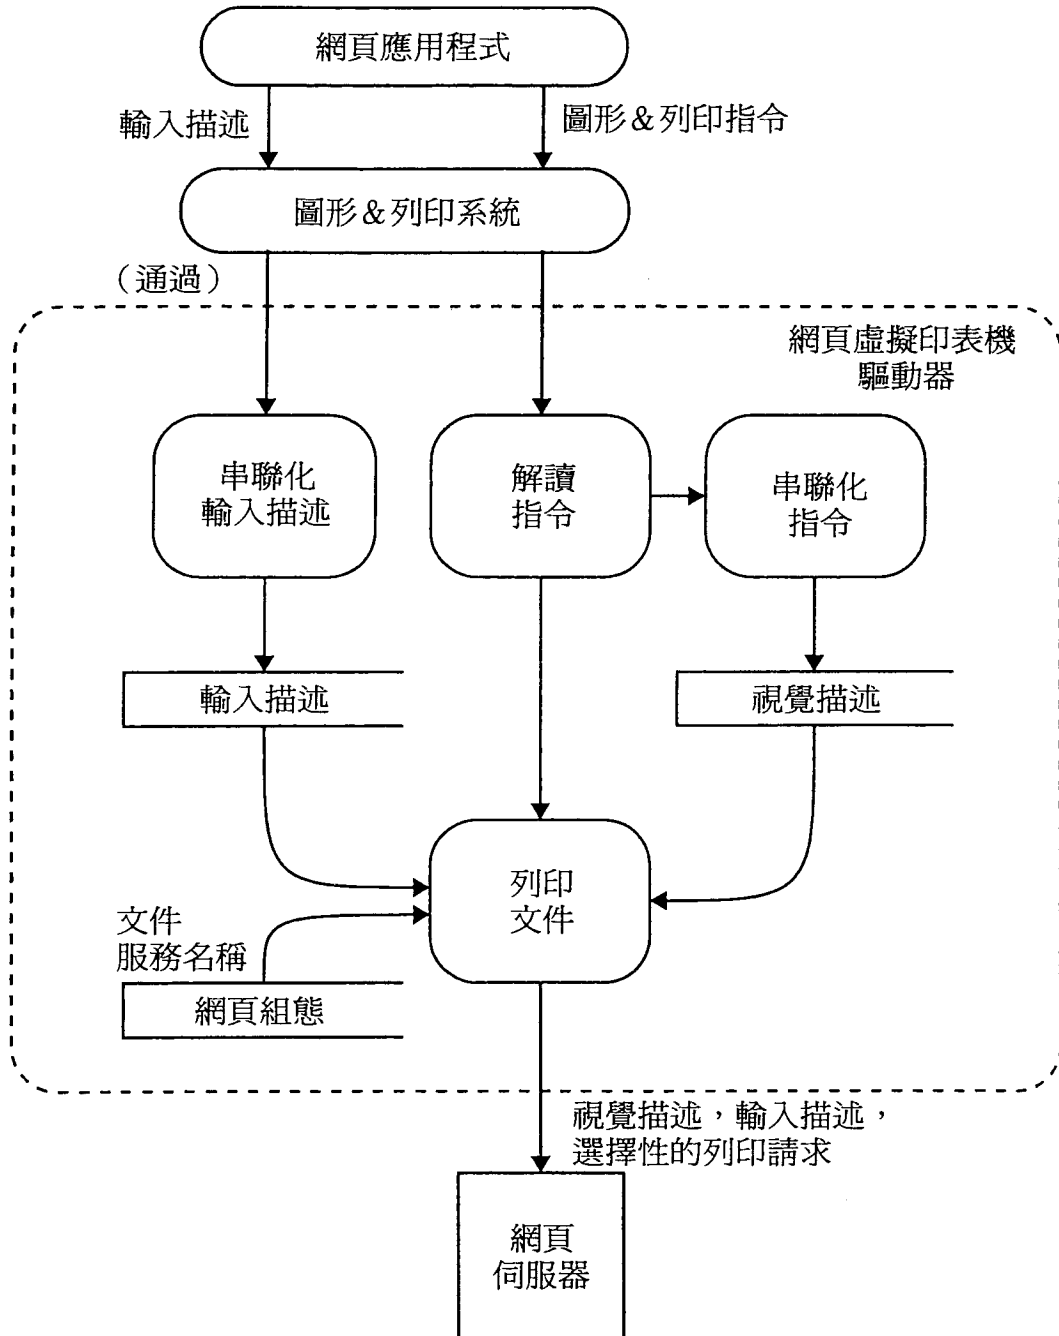 網頁應用程式
輸入描述
圖形&列印指令
圖形&列印系統
（通過）
網頁虛擬印表機
驅動器
串聯化
輸入描述
解讀
指令
串聯化
指令
輸入描述
視覺描述
列印
文件
文件
服務名稱
網頁組態
視覺描述，輸入描述，
選擇性的列印請求
網頁
伺服器